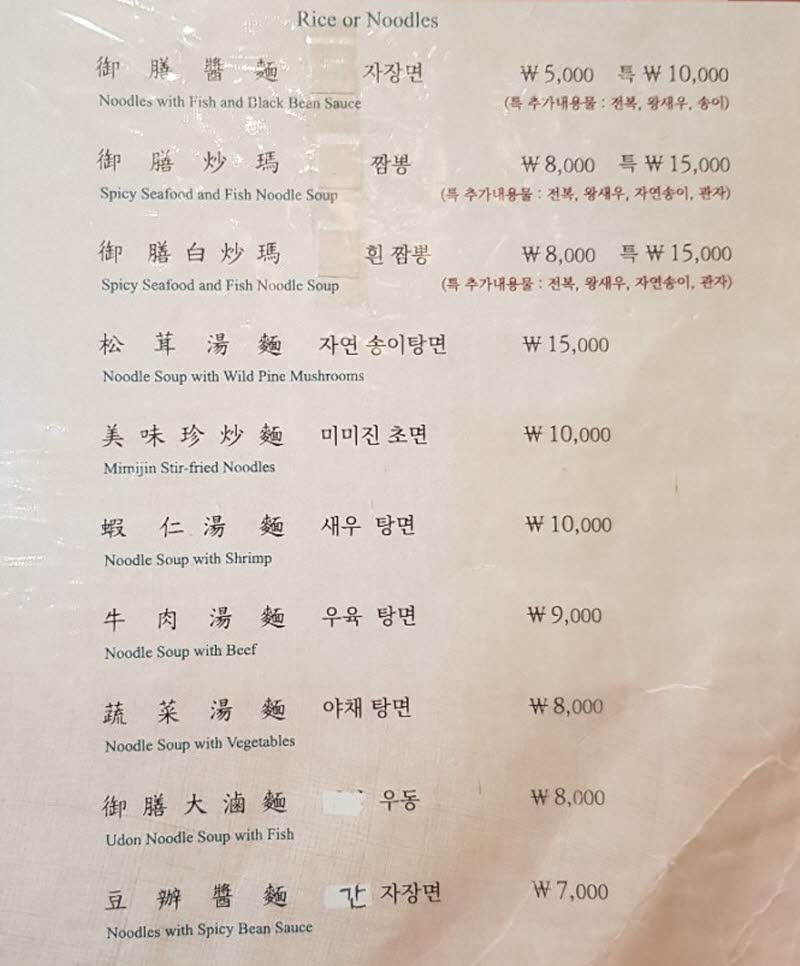 Rice or Noodles
御膳醬麵 자장면 ₩5,000 특 ₩10,000
Noodles with Fish and Black Bean Sauce (특 추가내용물 : 전복, 왕새우, 송이)
御膳炒瑪 짬뽕 ₩8,000 특 ₩15,000
Spicy Seafood and Fish Noodle Soup (특 추가내용물 : 전복, 왕새우, 자연송이, 관자)
御膳白炒瑪 흰 짬뽕 ₩8,000 특 ₩15,000
Spicy Seafood and Fish Noodle Soup (특 추가내용물 : 전복, 왕새우, 자연송이, 관자)
松茸湯麵 자연 송이탕면 ₩15,000
Noodle Soup with Wild Pine Mushrooms
美味珍炒麵 미미진 초면 ₩10,000
Mimijin Stir-fried Noodles
蝦仁湯麵 새우 탕면 ₩10,000
Noodle Soup with Shrimp
牛肉湯麵 우육 탕면 ₩9,000
Noodle Soup with Beef
蔬菜湯麵 야채 탕면 ₩8,000
Noodle Soup with Vegetables
御膳大滷麵 우동 ₩8,000
Udon Noodle Soup with Fish
豆瓣醬麵 간 자장면 ₩7,000
Noodles with Spicy Bean Sauce